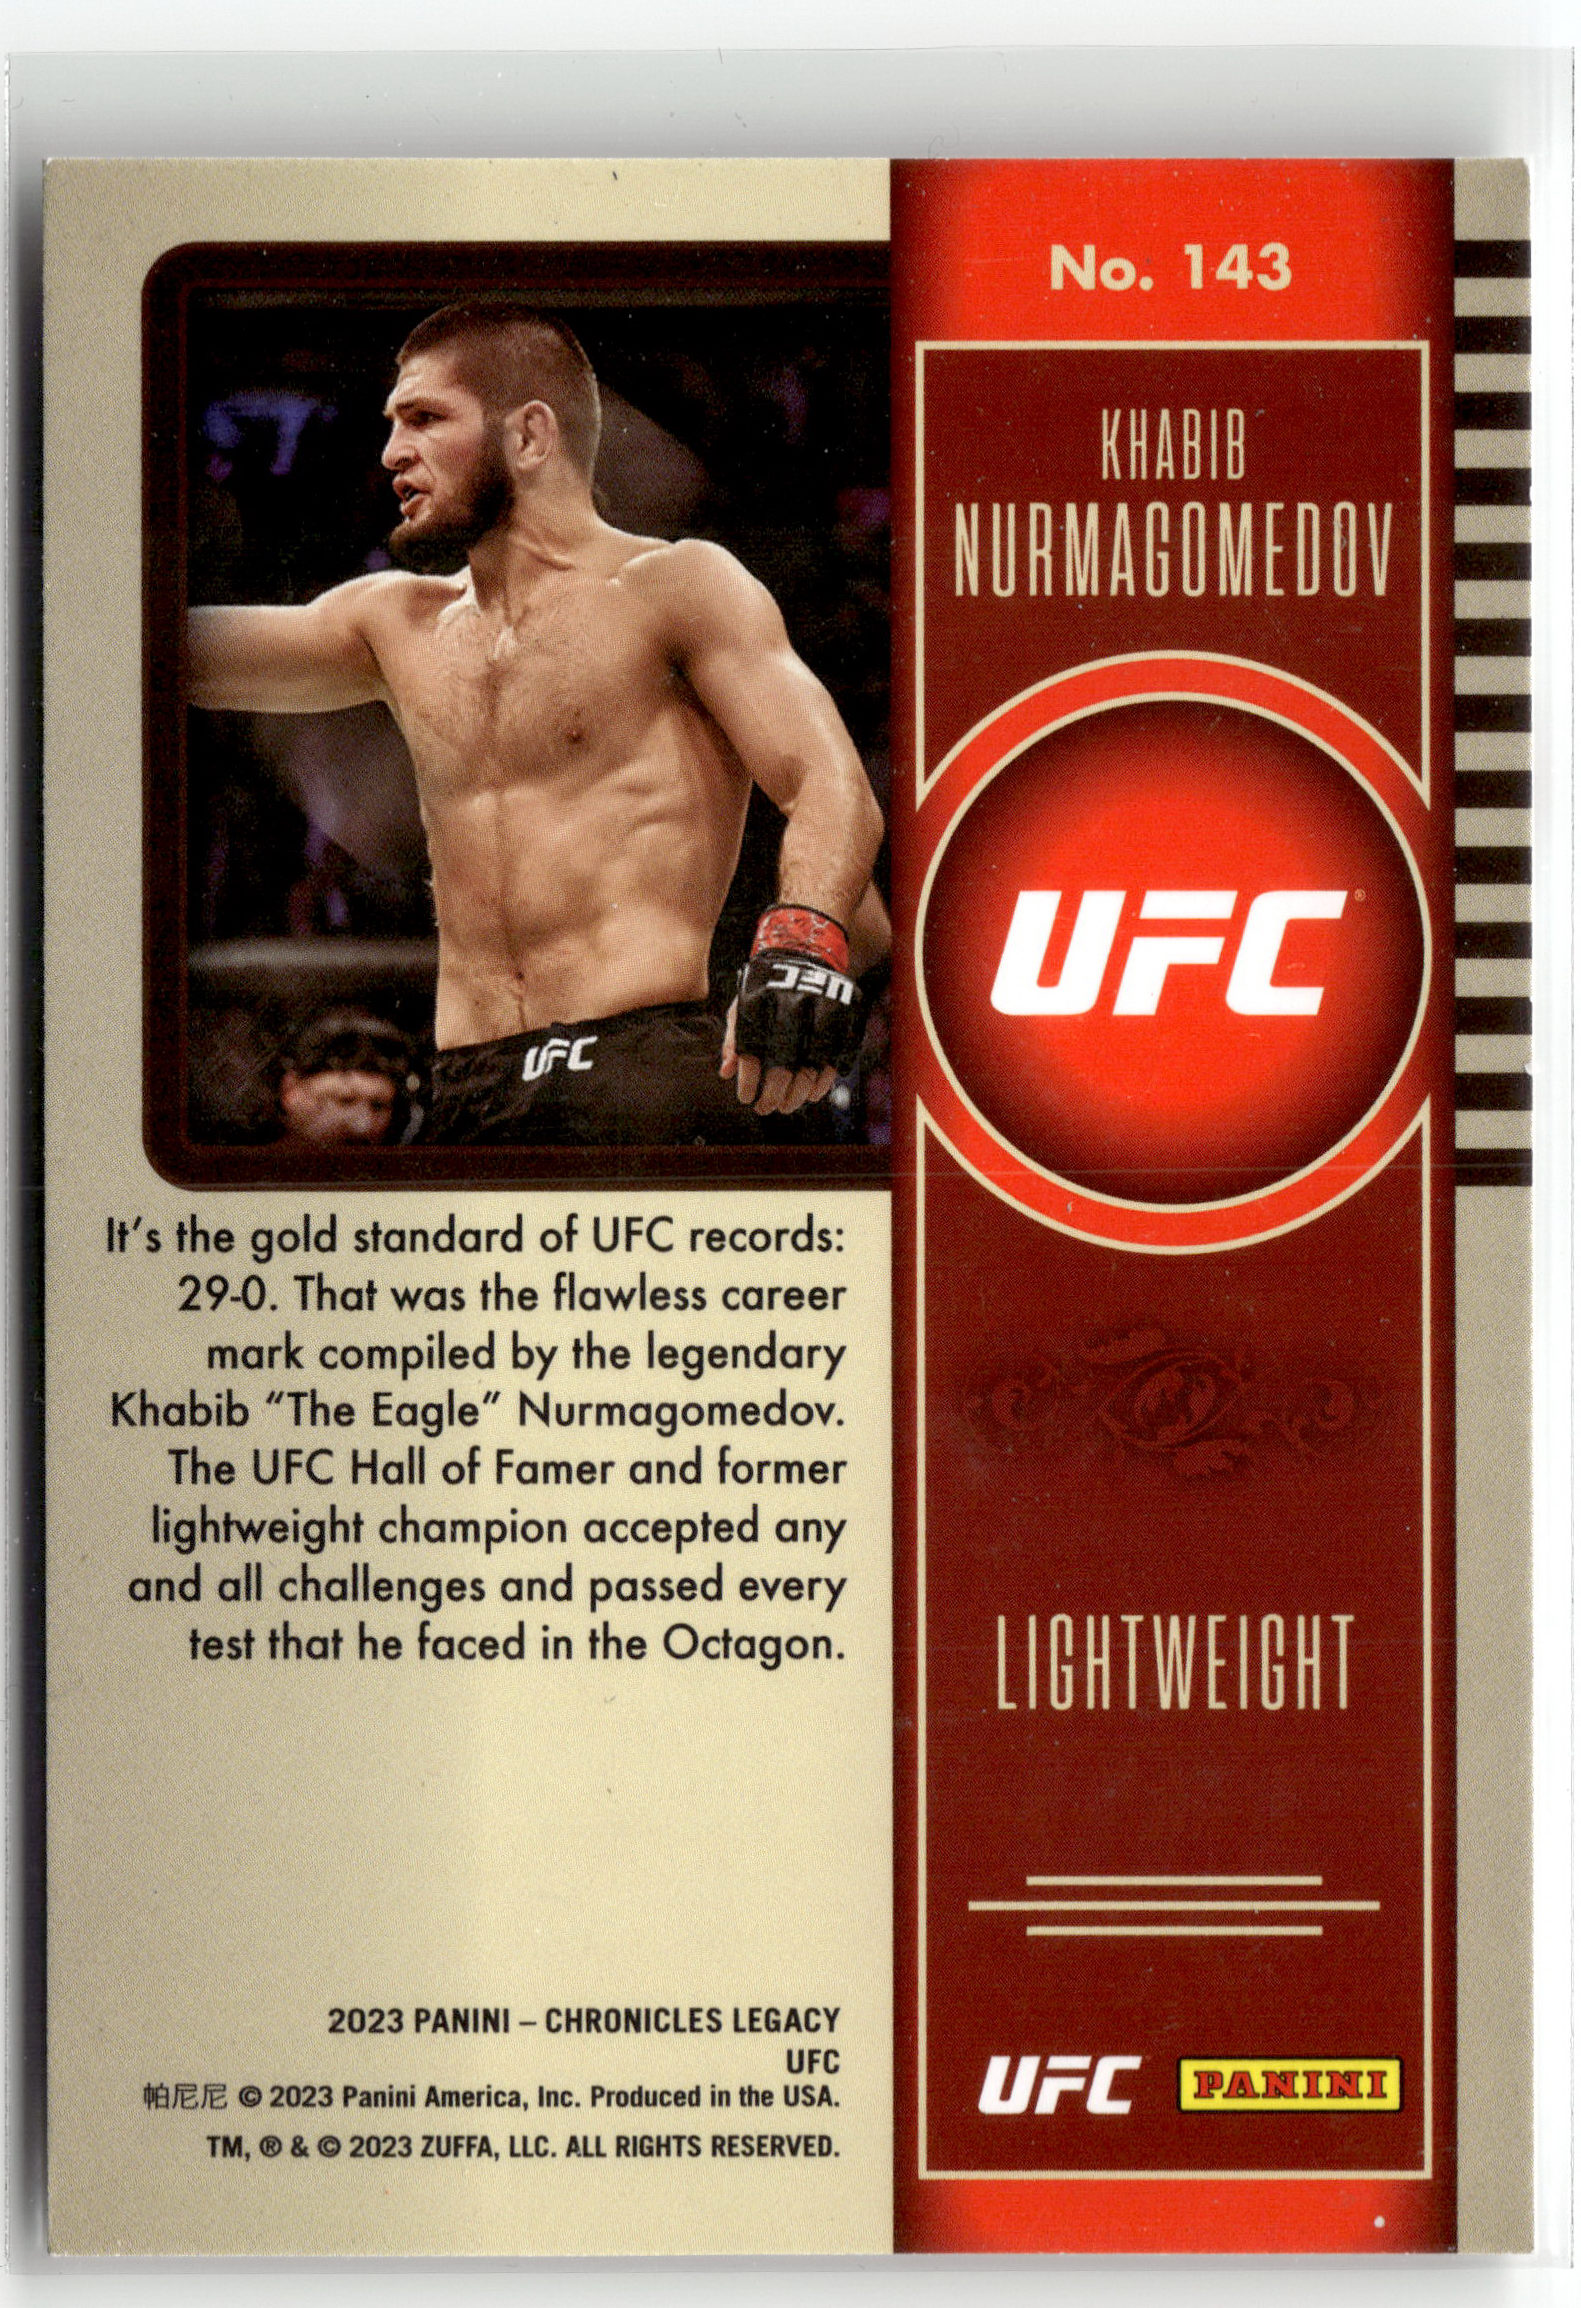 No. 143
KHABIB
NURMAGOMEDOV
UFC®
UFC
UFC
It's the gold standard of UFC records:
29-0. That was the flawless career
mark compiled by the legendary
Khabib “The Eagle” Nurmagomedov.
The UFC Hall of Famer and former
lightweight champion accepted any
and all challenges and passed every
test that he faced in the Octagon.
LIGHTWEIGHT
2023 PANINI – CHRONICLES LEGACY
UFC
帕尼尼 © 2023 Panini America, Inc. Produced in the USA.
TM, ® & © 2023 ZUFFA, LLC. ALL RIGHTS RESERVED.
UFC PANINI